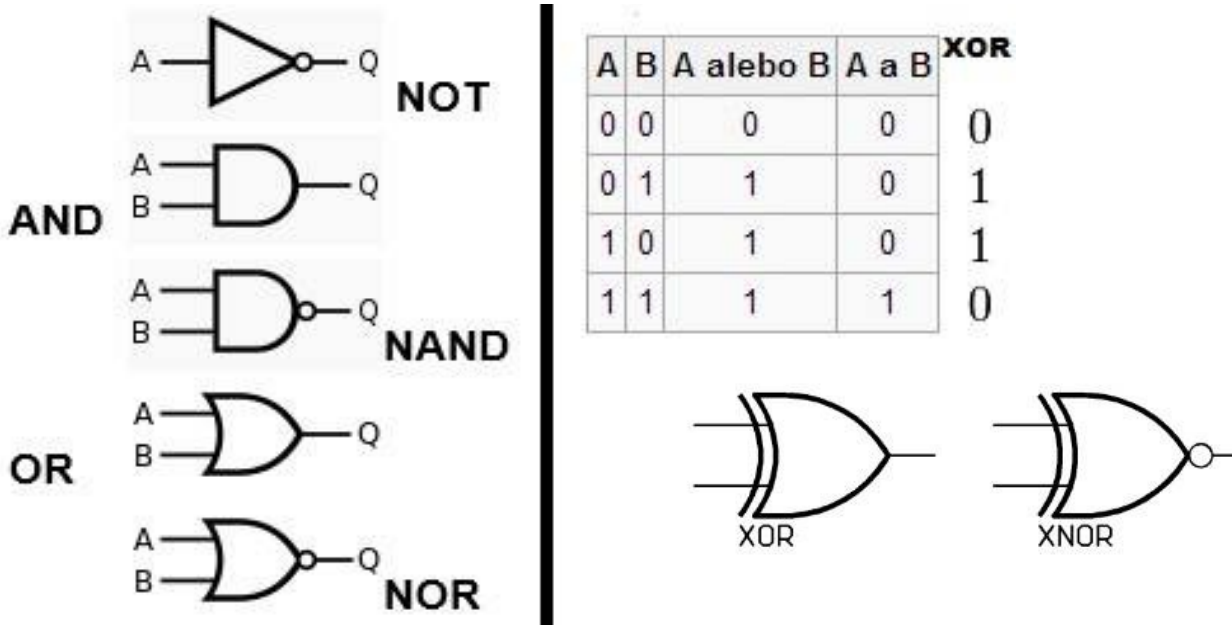 A Q
NOT
A
B Q
AND
A
B Q
NAND
A
B Q
OR
A
B Q
NOR
A B A alebo B A a B XOR
0 0 0 0 0
0 1 1 0 1
1 0 1 0 1
1 1 1 1 0
XOR XNOR